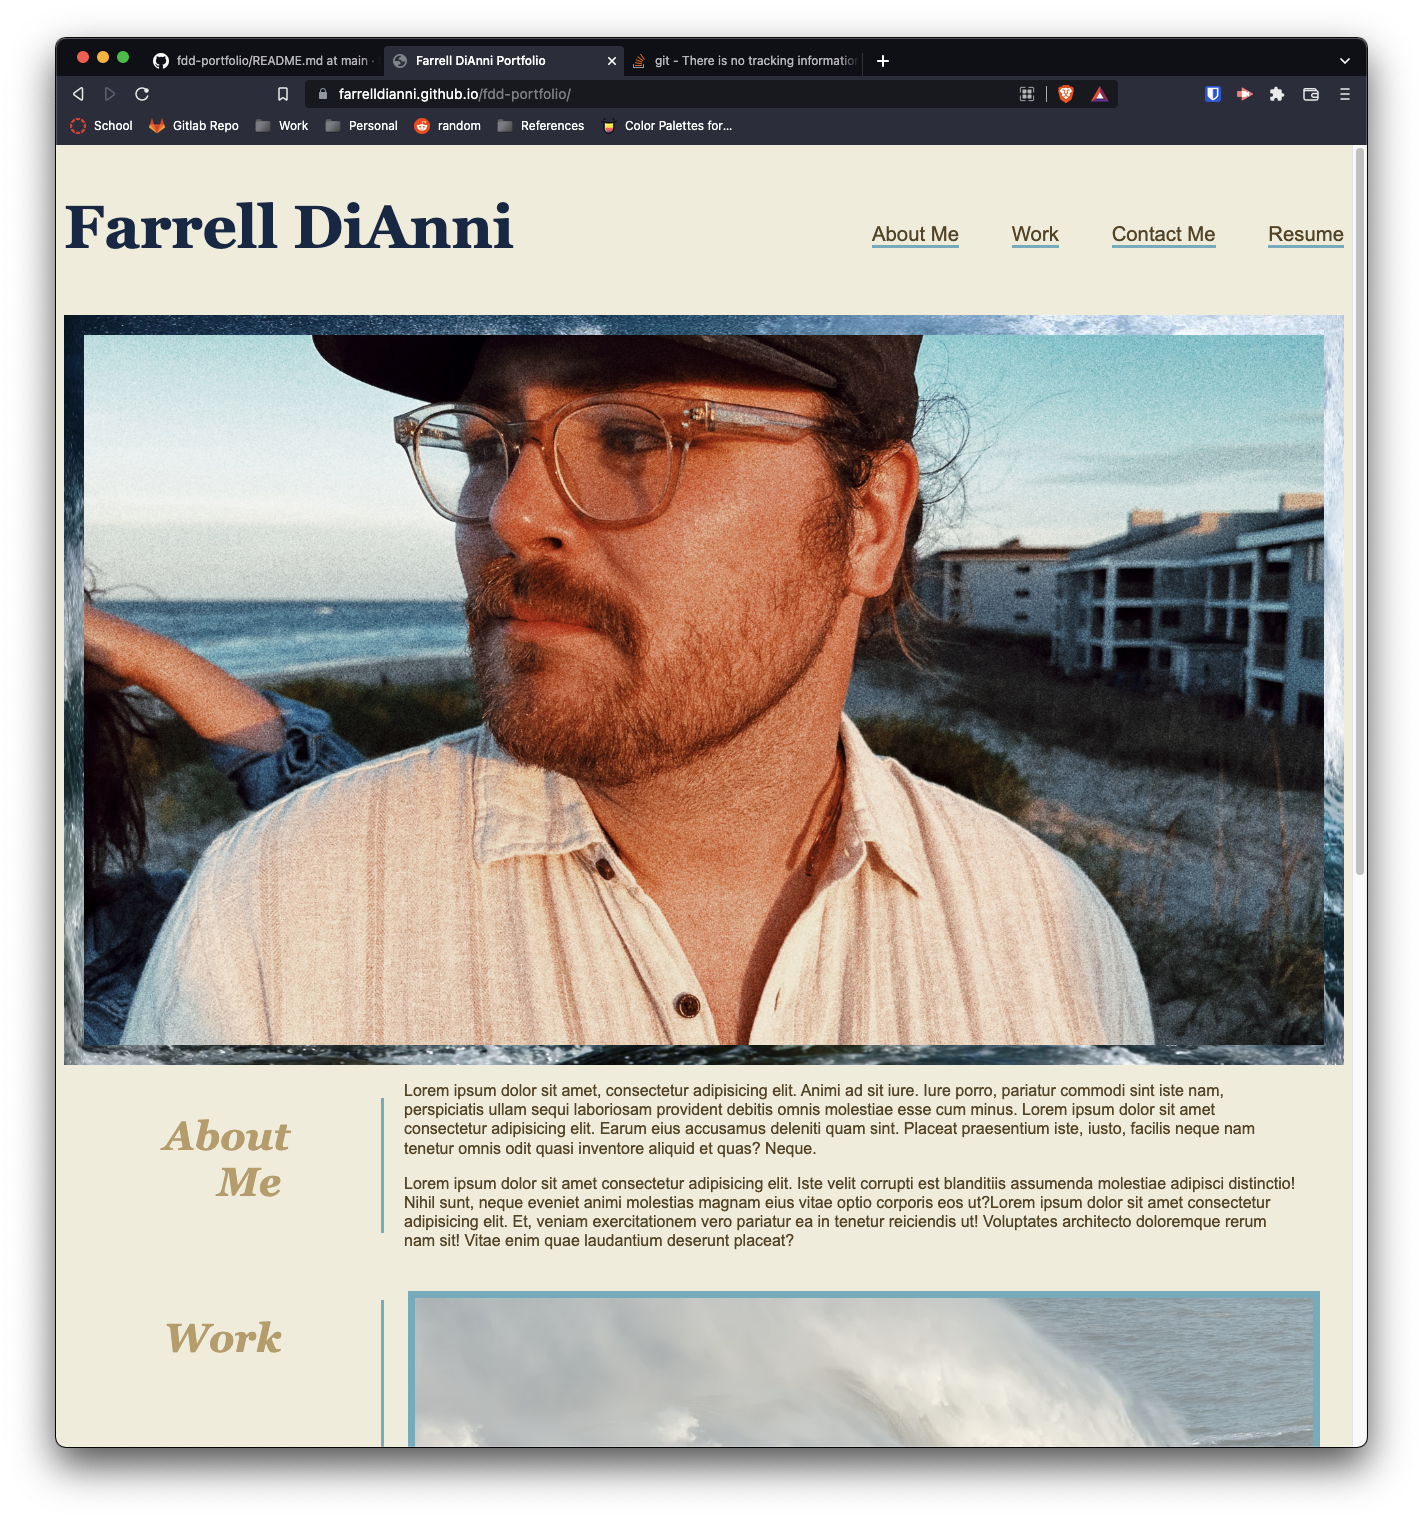 fdd-portfolio/README.md at main ·
Farrell DiAnni Portfolio
git - There is no tracking informatio
farrelldianni.github.io/fdd-portfolio/
School
Gitlab Repo
Work
Personal
random
References
Color Palettes for...
Farrell DiAnni
About Me
Work
Contact Me
Resume
About
Me
Lorem ipsum dolor sit amet, consectetur adipisicing elit. Animi ad sit iure. Iure porro, pariatur commodi sint iste nam,
perspiciatis ullam sequi laboriosam provident debitis omnis molestiae esse cum minus. Lorem ipsum dolor sit amet
consectetur adipisicing elit. Earum eius accusamus deleniti quam sint. Placeat praesentium iste, iusto, facilis neque nam
tenetur omnis odit quasi inventore aliquid et quas? Neque.
Lorem ipsum dolor sit amet consectetur adipisicing elit. Iste velit corrupti est blanditiis assumenda molestiae adipisci distinctio!
Nihil sunt, neque eveniet animi molestias magnam eius vitae optio corporis eos ut?Lorem ipsum dolor sit amet consectetur
adipisicing elit. Et, veniam exercitationem vero pariatur ea in tenetur reiciendis ut! Voluptates architecto doloremque rerum
nam sit! Vitae enim quae laudantium deserunt placeat?
Work